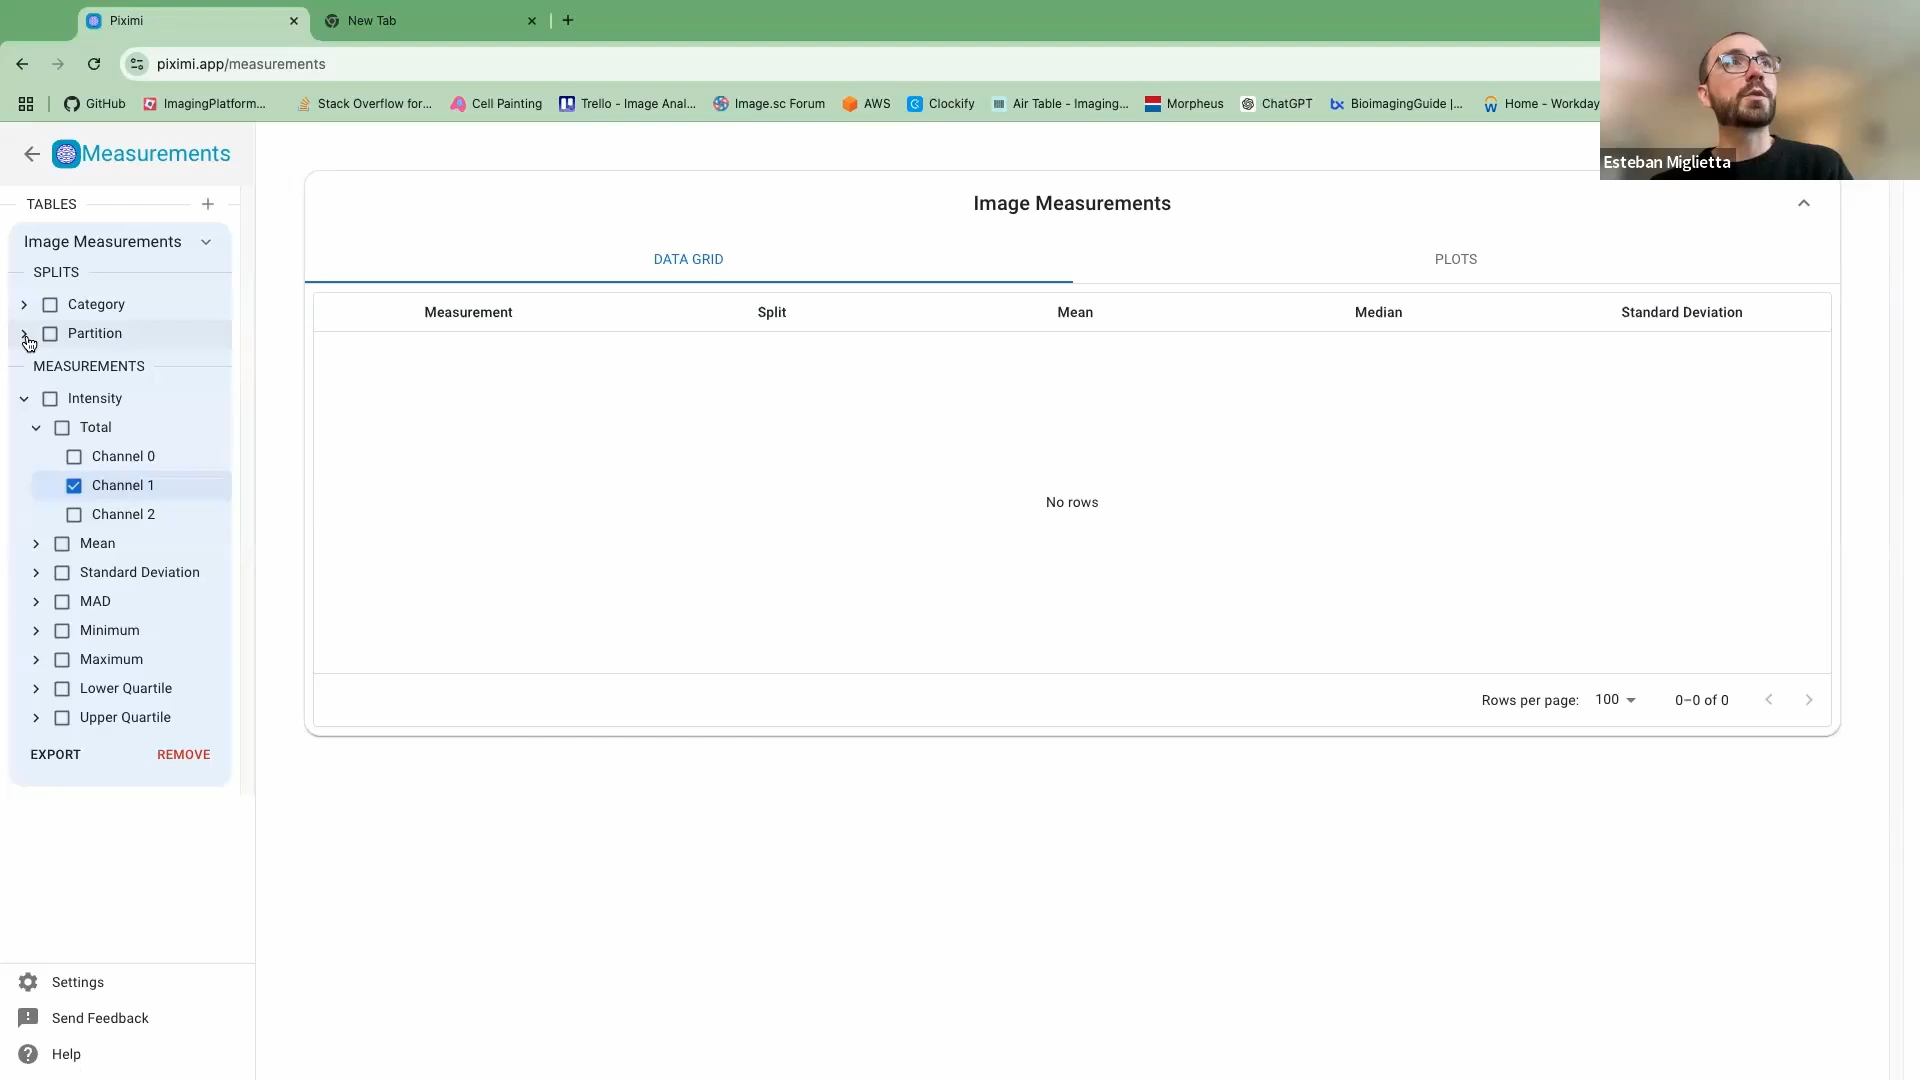 Piximi
New Tab
piximi.app/measurements
GitHub
ImagingPlatform...
Stack Overflow for...
Cell Painting
Trello - Image Anal...
Image.sc Forum
AWS
Clockify
Air Table - Imaging...
Morpheus
ChatGPT
BioimagingGuide |...
Home - Workday
Esteban Miglietta
Measurements
TABLES
Image Measurements
SPLITS
Category
Partition
MEASUREMENTS
Intensity
Total
Channel 0
Channel 1
Channel 2
Mean
Standard Deviation
MAD
Minimum
Maximum
Lower Quartile
Upper Quartile
EXPORT REMOVE
Settings
Send Feedback
Help
Image Measurements
DATA GRID PLOTS
Measurement Split Mean Median Standard Deviation
No rows
Rows per page: 100 0–0 of 0